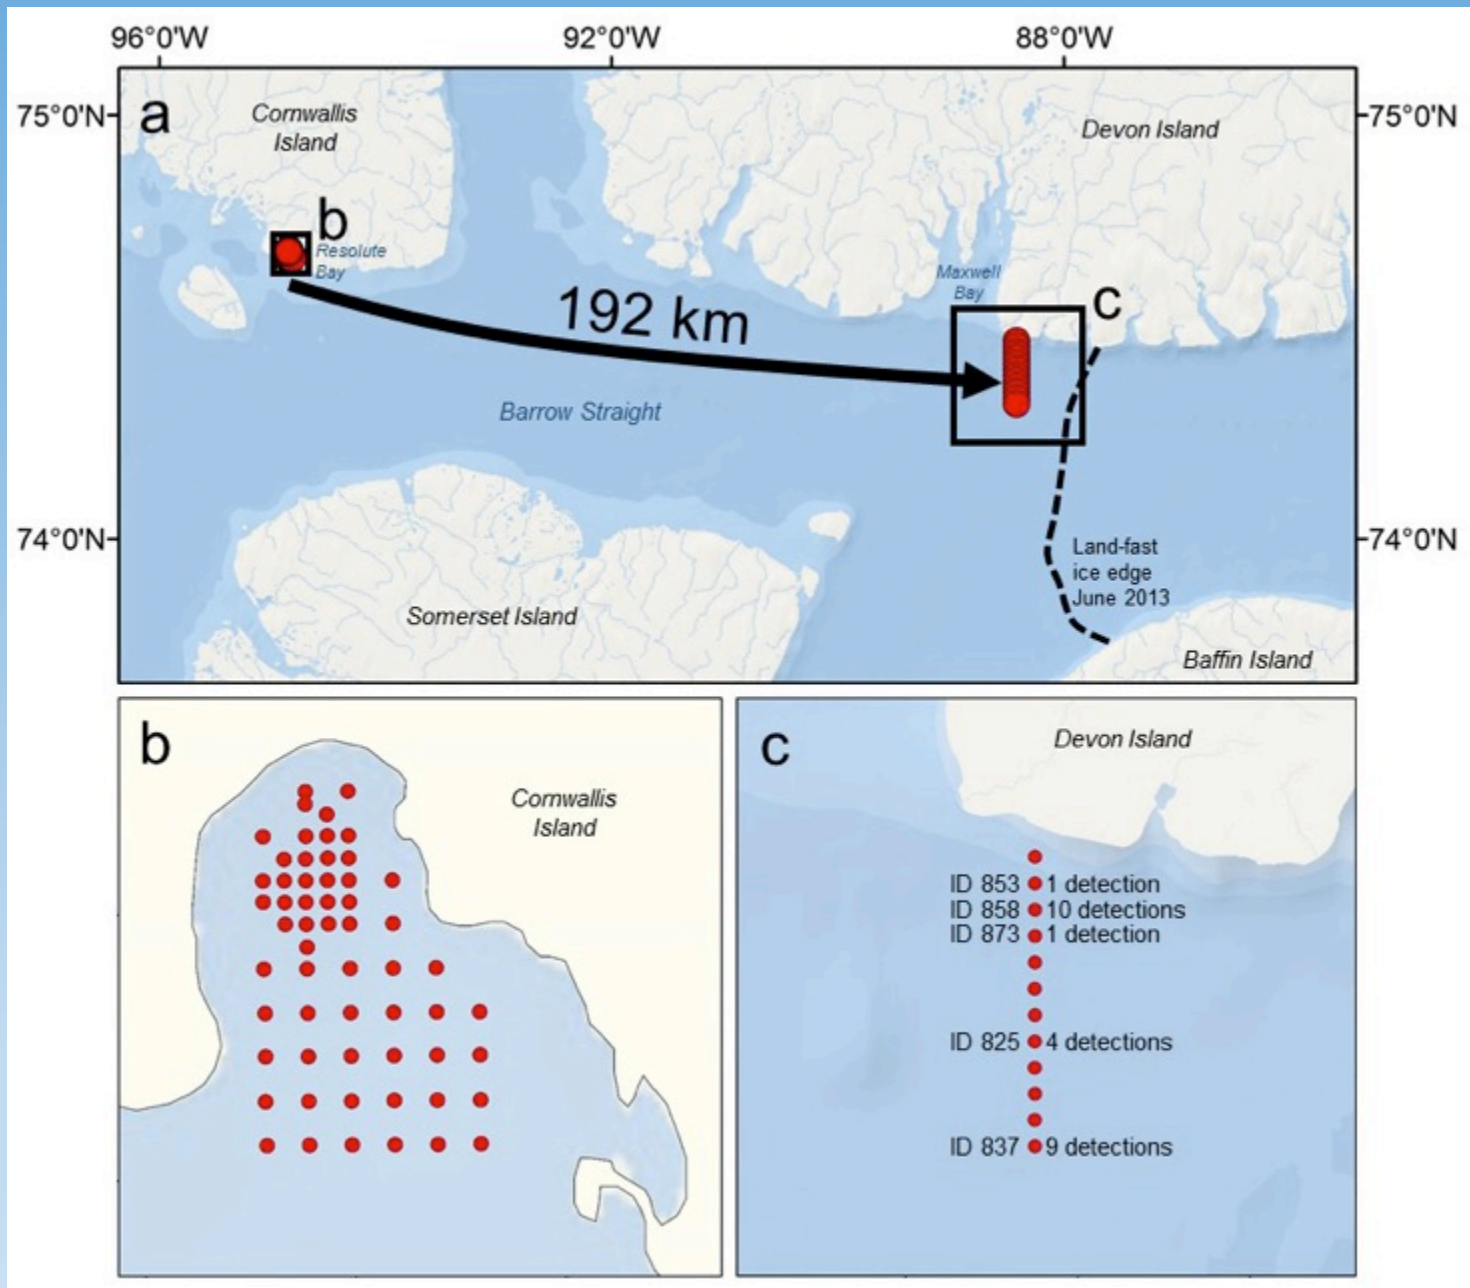 96°0'W 92°0'W 88°0'W
75°0'N 75°0'N
a
Cornwallis
Island
Devon Island
b
Resolute
Bay
Maxwell
Bay
c
192 km
Barrow Straight
74°0'N 74°0'N
Land-fast
ice edge
June 2013
Somerset Island
Baffin Island
b
Cornwallis
Island
c
Devon Island
ID 853 1 detection
ID 858 10 detections
ID 873 1 detection
ID 825 4 detections
ID 837 9 detections